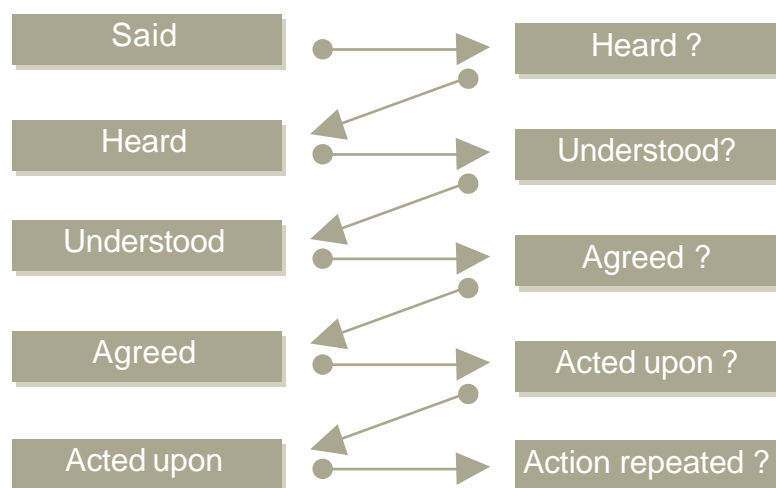 Said
Heard ?
Heard
Understood?
Understood
Agreed ?
Agreed
Acted upon ?
Acted upon
Action repeated ?